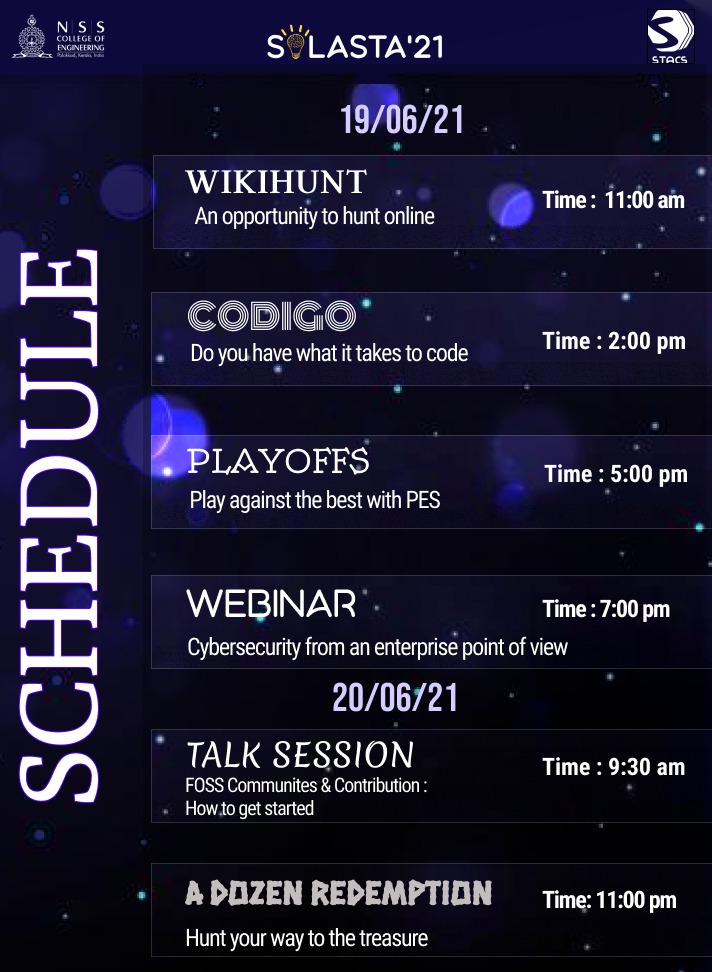 N | S | S
COLLEGE OF
ENGINEERING
Palakkad, Kerala, India
SOLASTA'21
STACS
SCHEDULE
19/06/21
WIKIHUNT
An opportunity to hunt online
Time : 11:00 am
CODIGO
Do you have what it takes to code
Time : 2:00 pm
PLAYOFFS
Play against the best with PES
Time : 5:00 pm
WEBINAR
Cybersecurity from an enterprise point of view
Time : 7:00 pm
20/06/21
TALK SESSION
FOSS Communites & Contribution :
How to get started
Time : 9:30 am
A DOZEN REDEMPTION
Hunt your way to the treasure
Time: 11:00 pm